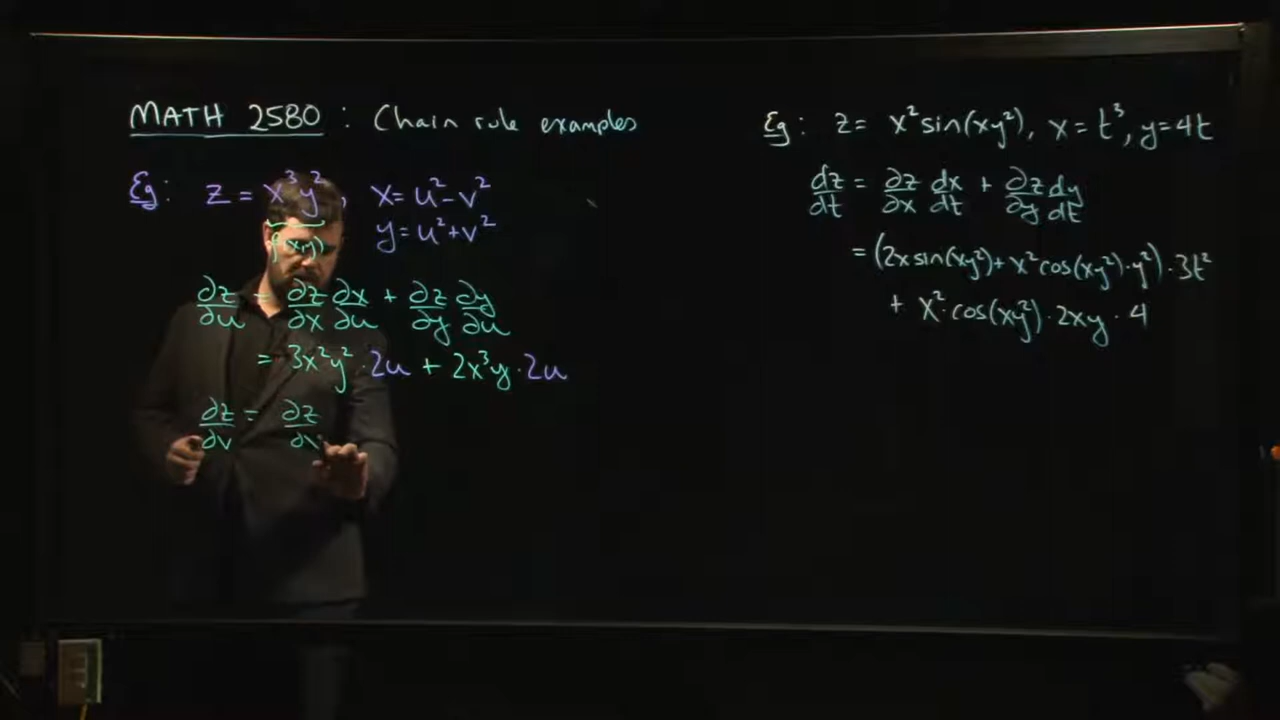 MATH 2580 : Chain rule examples
Eg: z = x³y², x = u² - v²
y = u² + v²
f(x,y)
∂z/∂u = ∂z/∂x ∂x/∂u + ∂z/∂y ∂y/∂u
= 3x²y² · 2u + 2x³y · 2u
∂z/∂v = ∂z/∂v
Eg: z = x² sin(xy²), x = t³, y = 4t
dz/dt = ∂z/∂x dx/dt + ∂z/∂y dy/dt
= (2x sin(xy²) + x² cos(xy²) · y²) · 3t²
+ x² · cos(xy²) · 2xy · 4